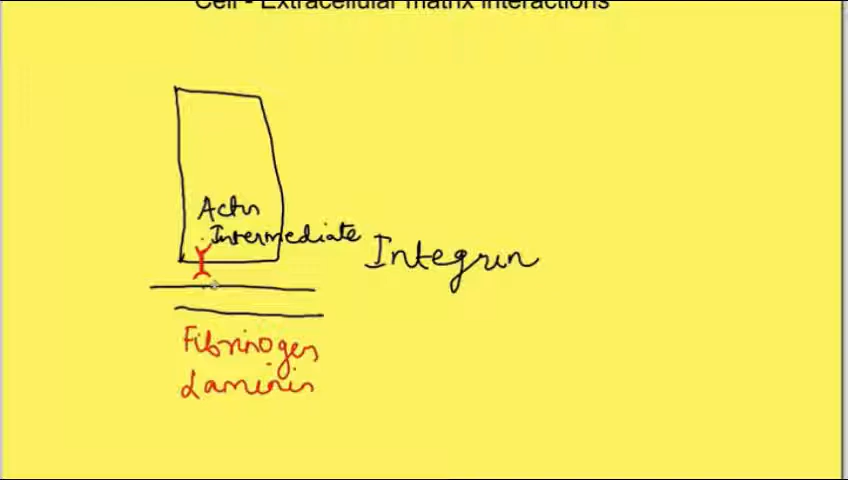 Cell - Extracellular matrix interactions
Actin
Intermediate
Integrin
Fibrinogen
Laminin